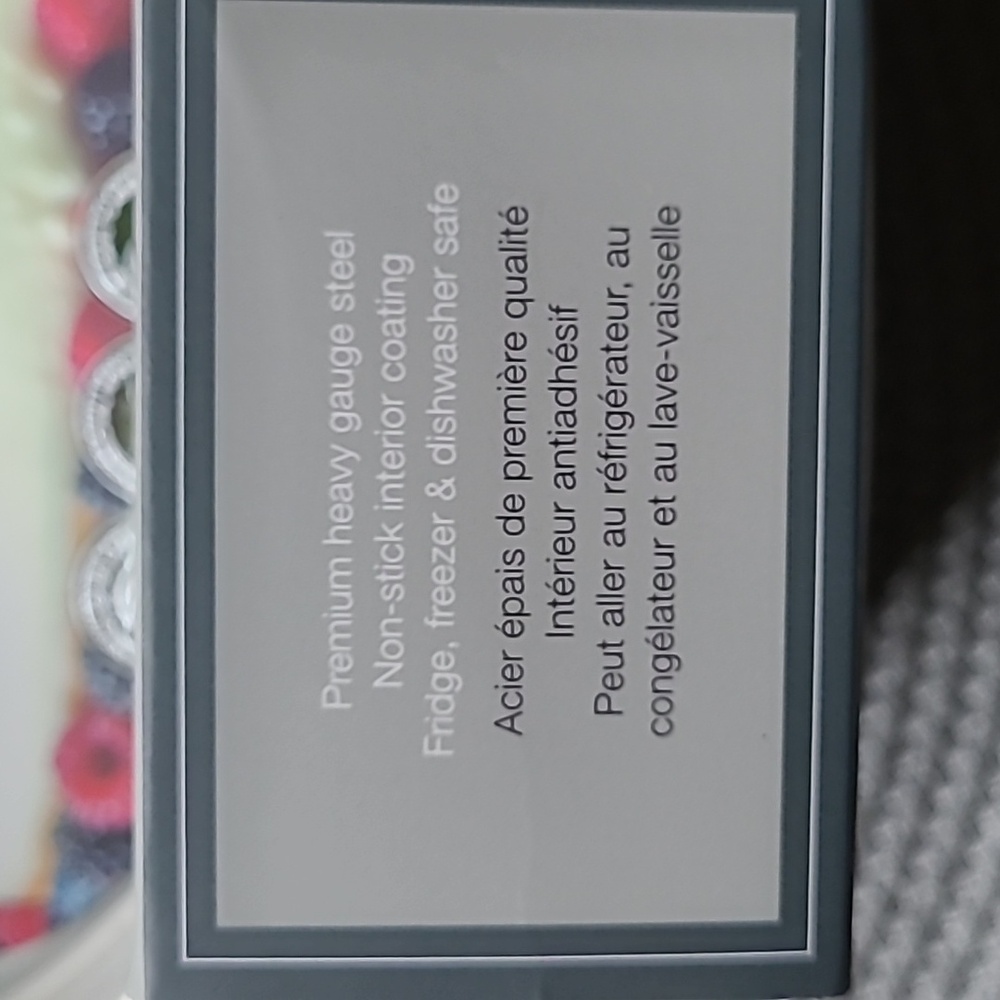 Premium heavy gauge steel
Non-stick interior coating
Fridge, freezer & dishwasher safe
Acier épais de première qualité
Intérieur antiadhésif
Peut aller au réfrigérateur, au
congélateur et au lave-vaisselle